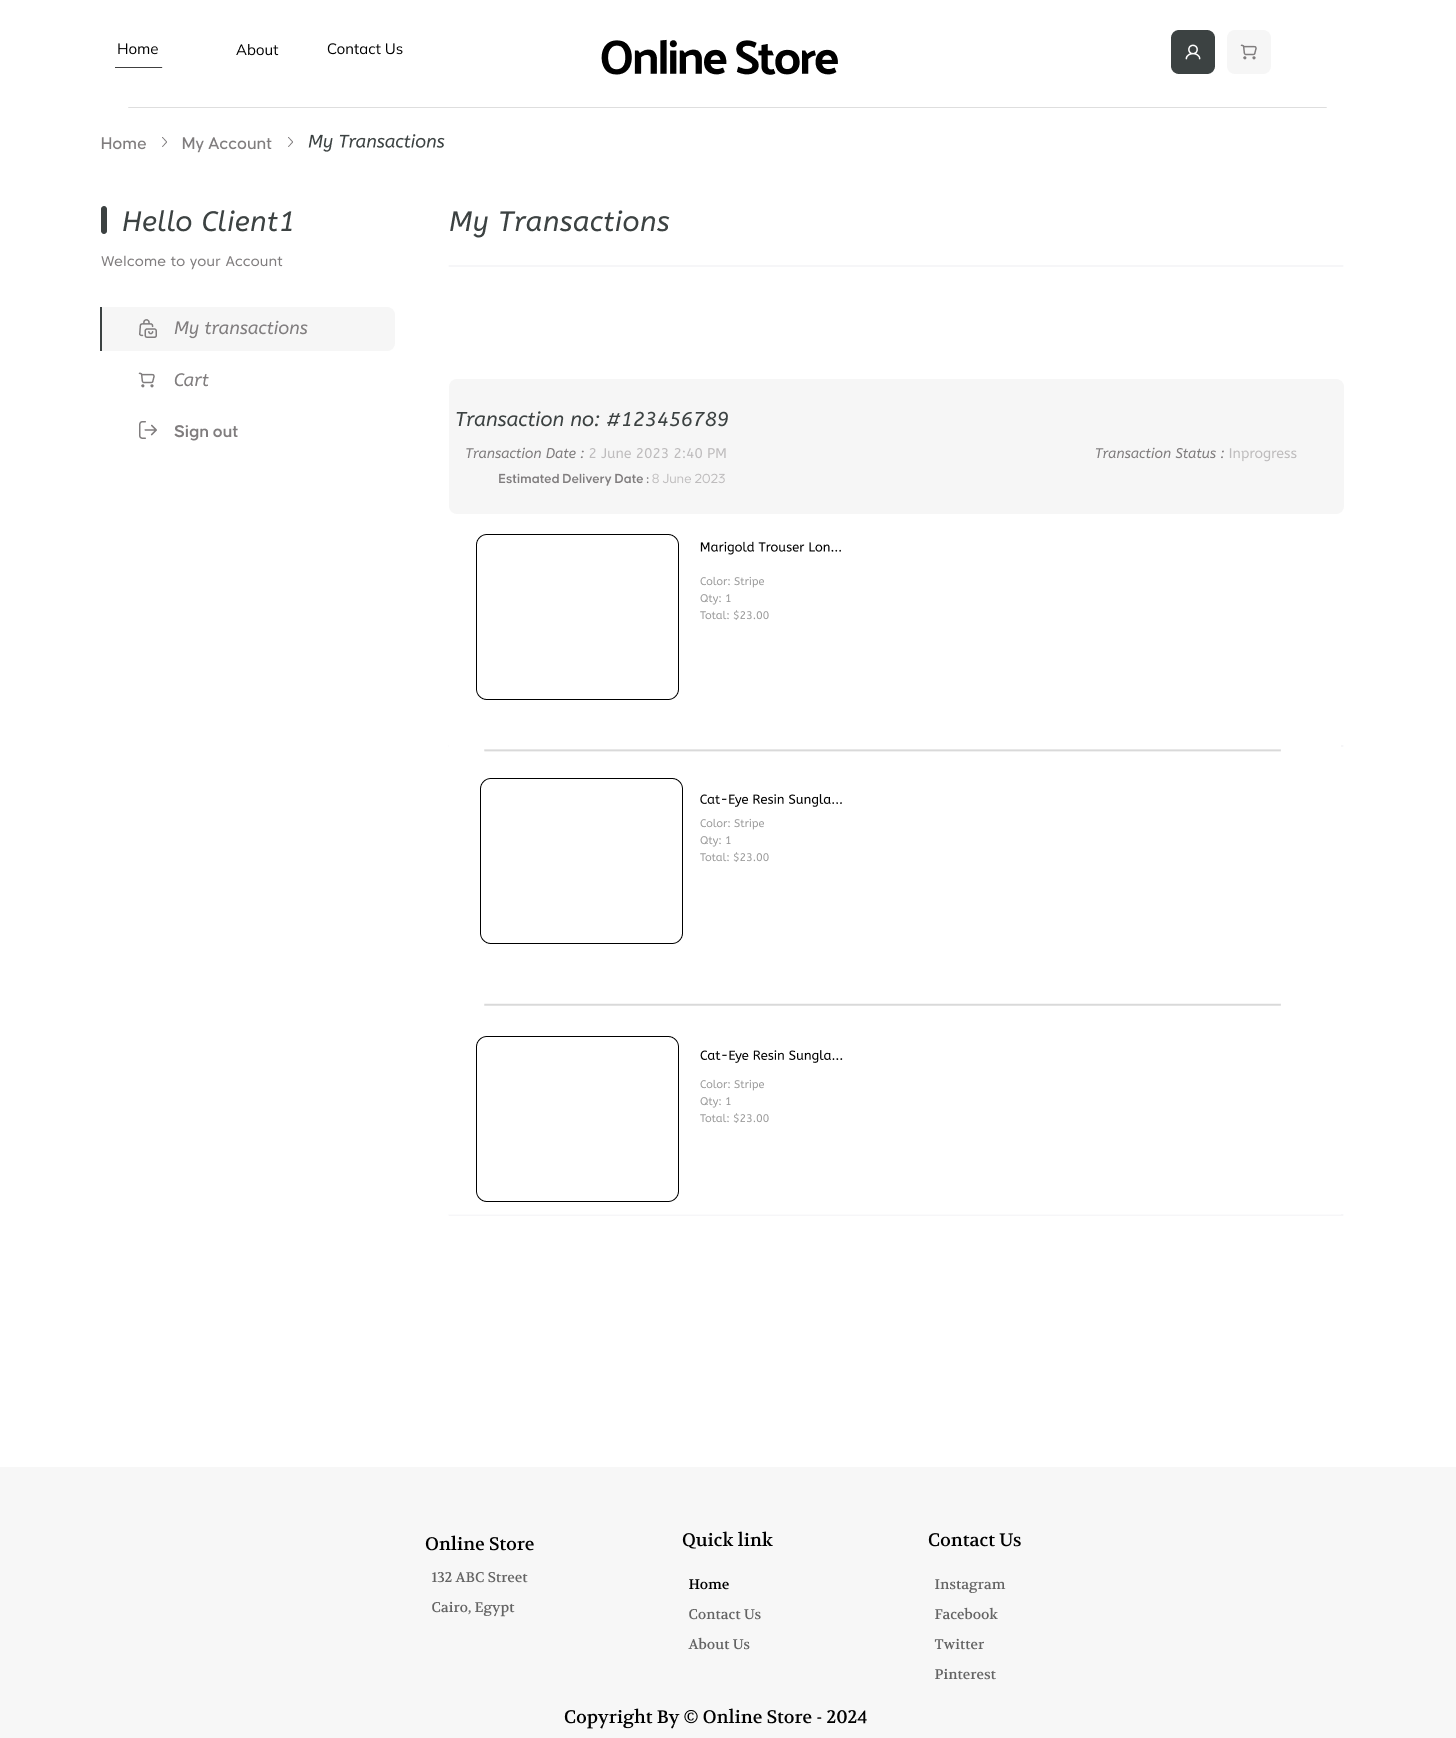 Home
About
Contact Us
Online Store
Home
My Account
My Transactions
Hello Client1
Welcome to your Account
My transactions
Cart
Sign out
My Transactions
Transaction no: #123456789
Transaction Date : 2 June 2023 2:40 PM
Transaction Status : Inprogress
Estimated Delivery Date : 8 June 2023
Marigold Trouser Lon...
Color: Stripe
Qty: 1
Total: $23.00
Cat-Eye Resin Sungla...
Color: Stripe
Qty: 1
Total: $23.00
Cat-Eye Resin Sungla...
Color: Stripe
Qty: 1
Total: $23.00
Online Store
132 ABC Street
Cairo, Egypt
Quick link
Home
Contact Us
About Us
Contact Us
Instagram
Facebook
Twitter
Pinterest
Copyright By © Online Store - 2024